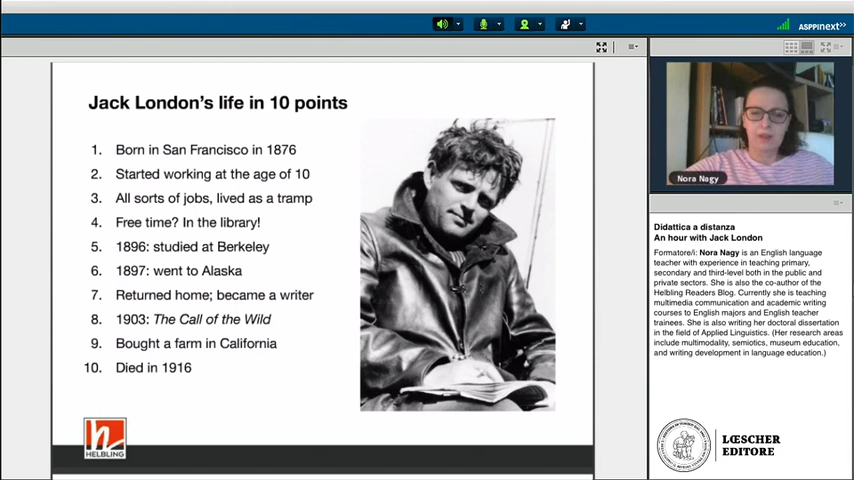 ASPPInext»
Jack London's life in 10 points
1. Born in San Francisco in 1876
2. Started working at the age of 10
3. All sorts of jobs, lived as a tramp
4. Free time? In the library!
5. 1896: studied at Berkeley
6. 1897: went to Alaska
7. Returned home; became a writer
8. 1903: The Call of the Wild
9. Bought a farm in California
10. Died in 1916
h
HELBLING
Nora Nagy
Didattica a distanza
An hour with Jack London
Formatore/i: Nora Nagy is an English language
teacher with experience in teaching primary,
secondary and third-level both in the public and
private sectors. She is also the co-author of the
Helbling Readers Blog. Currently she is teaching
multimedia communication and academic writing
courses to English majors and English teacher
trainees. She is also writing her doctoral dissertation
in the field of Applied Linguistics. (Her research areas
include multimodality, semiotics, museum education,
and writing development in language education.)
LŒSCHER
EDITORE